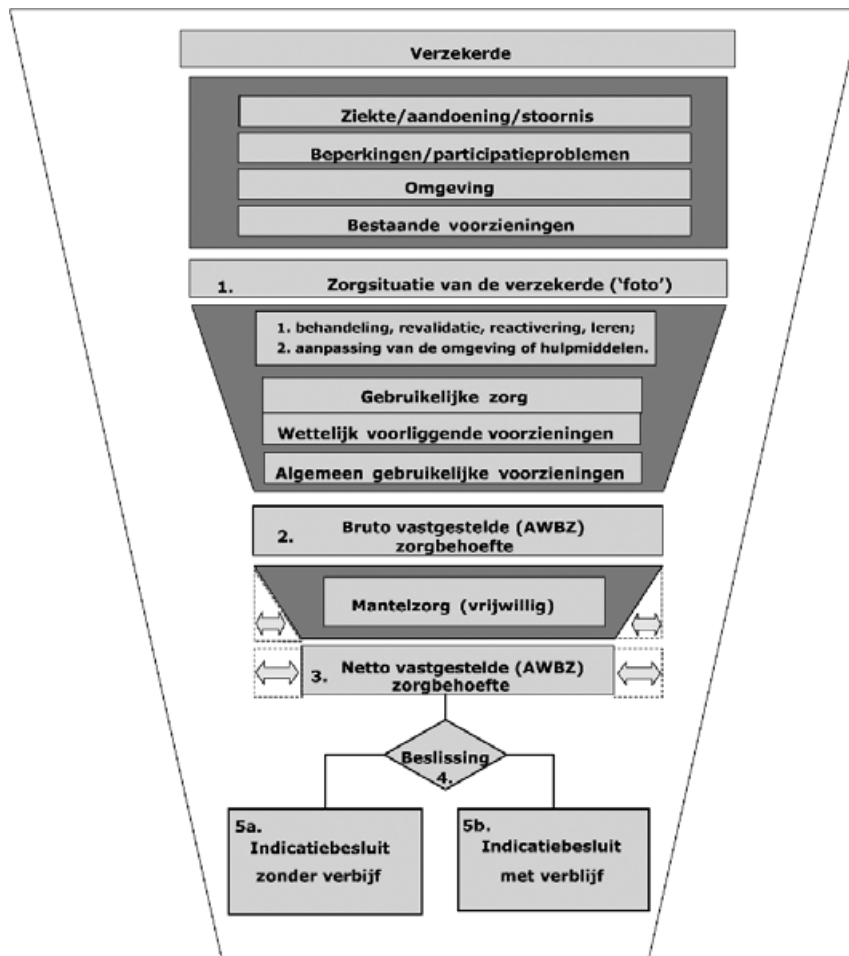 Verzekerde
Ziekte/aandoening/stoornis
Beperkingen/participatieproblemen
Omgeving
Bestaande voorzieningen
1. Zorgsituatie van de verzekerde (‘foto’)
1. behandeling, revalidatie, reactivering, leren;
2. aanpassing van de omgeving of hulpmiddelen.
Gebruikelijke zorg
Wettelijk voorliggende voorzieningen
Algemeen gebruikelijke voorzieningen
2. Bruto vastgestelde (AWBZ)
zorgbehoefte
Mantelzorg (vrijwillig)
3. Netto vastgestelde (AWBZ)
zorgbehoefte
Beslissing
4.
5a.
Indicatiebesluit
zonder verbijf
5b.
Indicatiebesluit
met verblijf